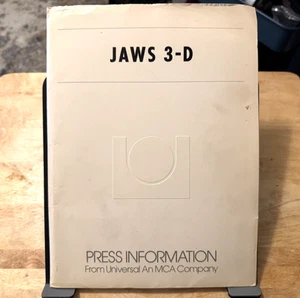 JAWS 3-D
PRESS INFORMATION
From Universal An MCA Company